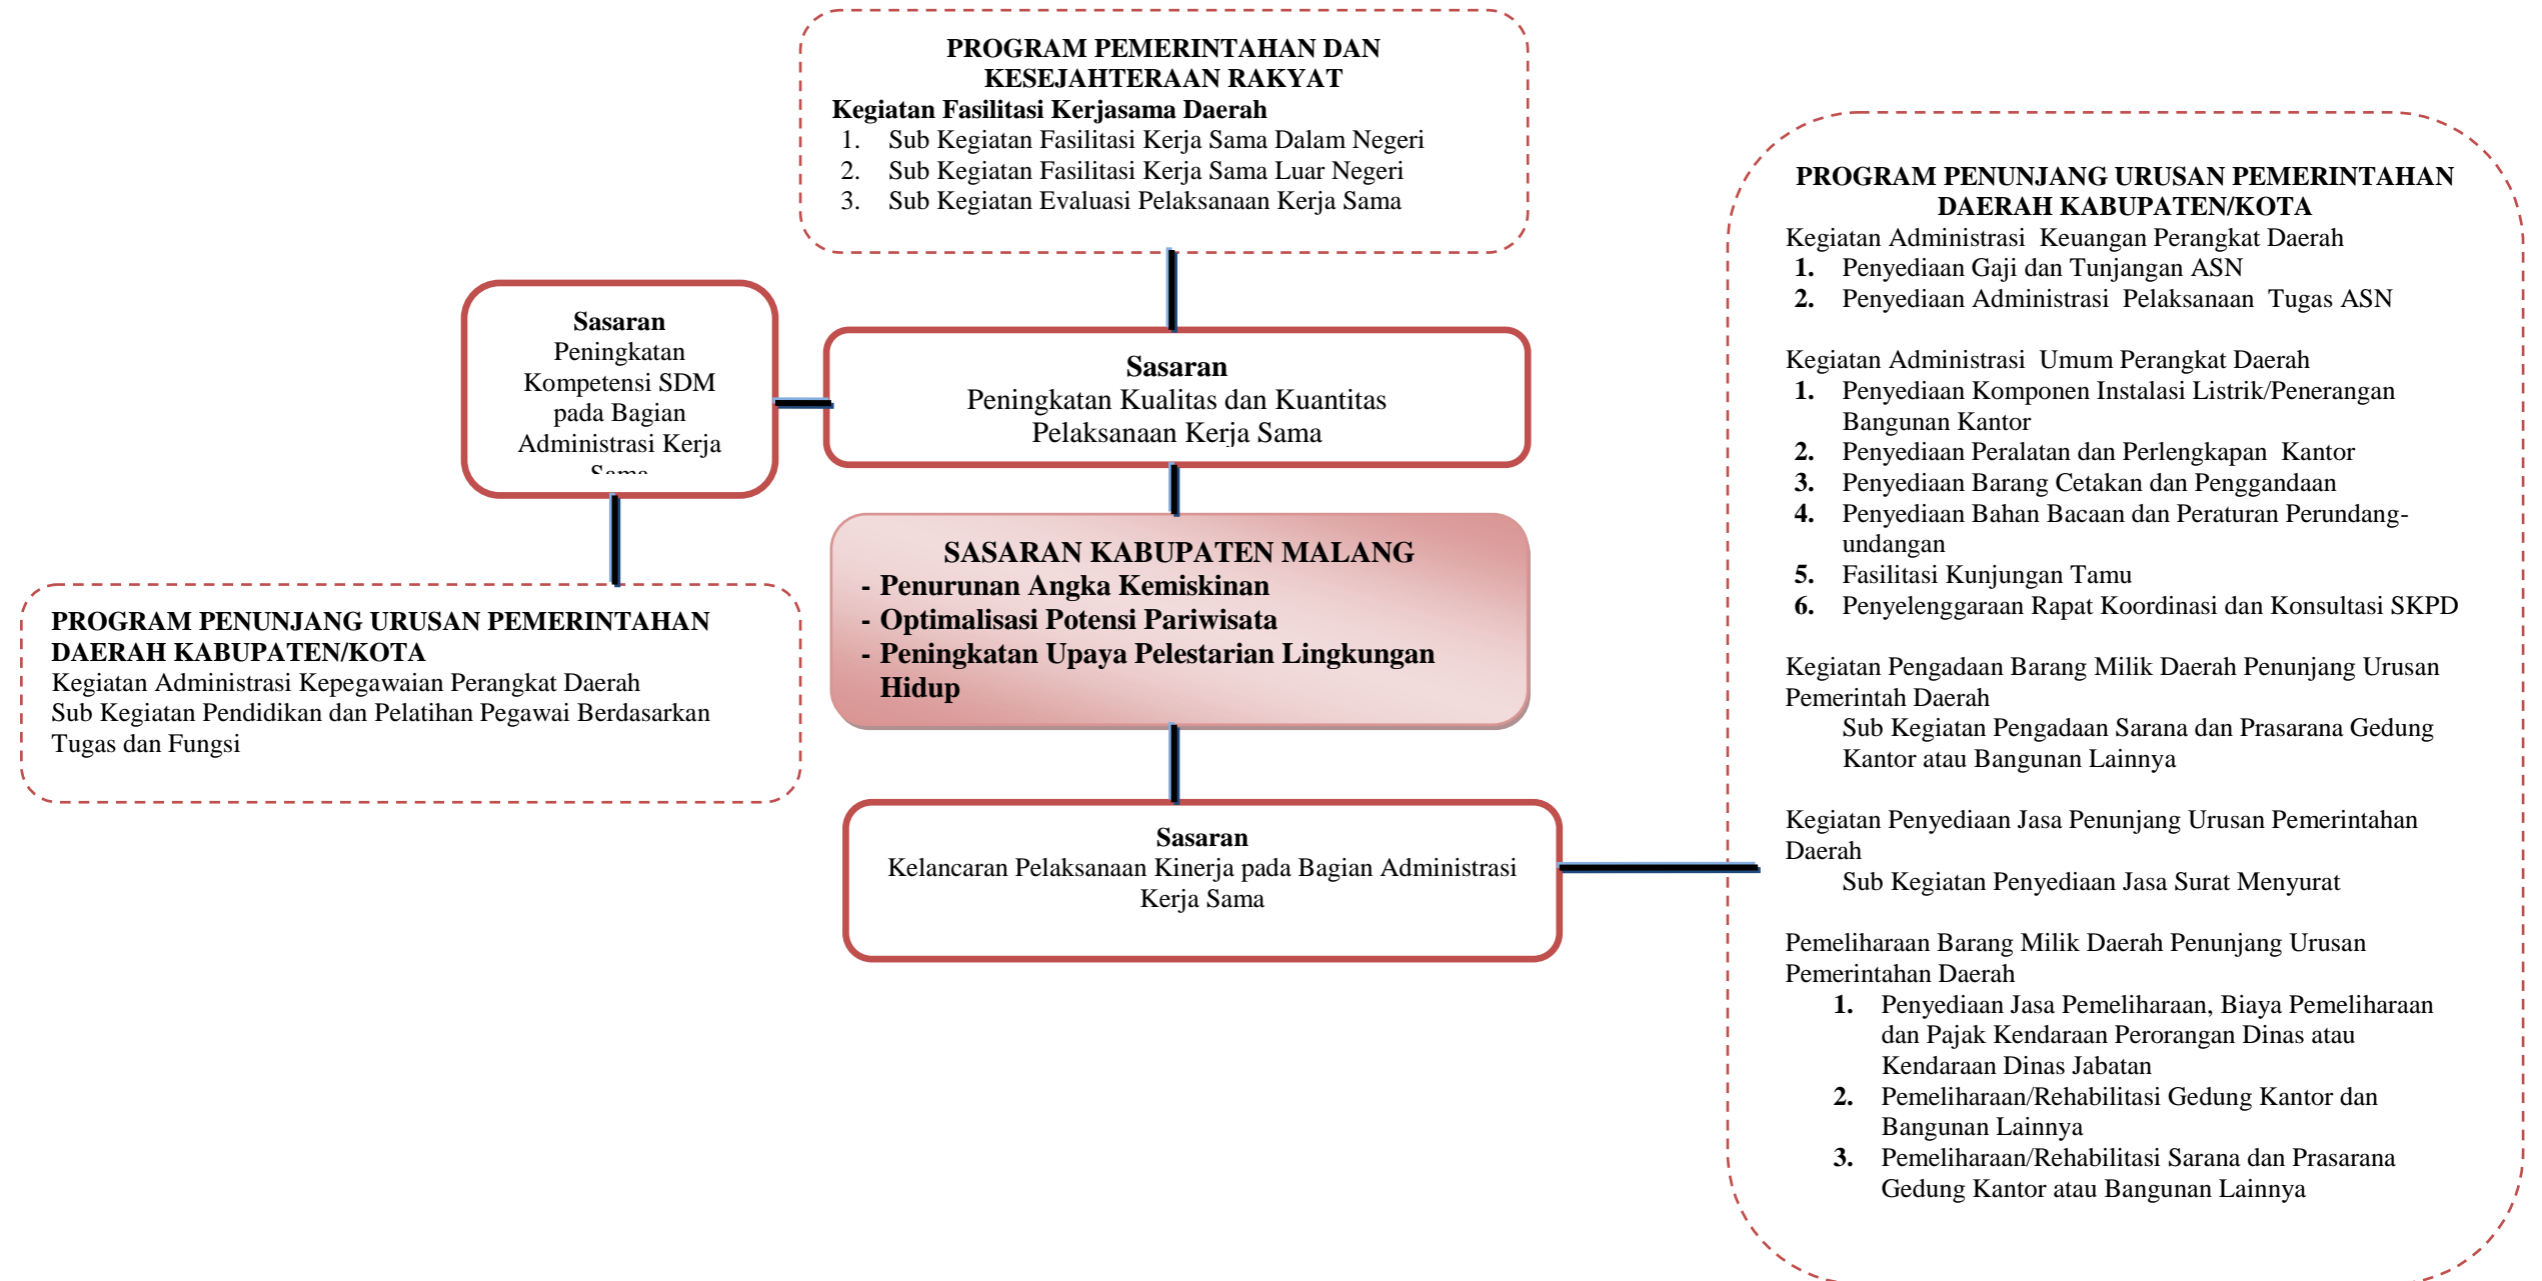 PROGRAM PEMERINTAHAN DAN
KESEJAHTERAAN RAKYAT
Kegiatan Fasilitasi Kerjasama Daerah
1. Sub Kegiatan Fasilitasi Kerja Sama Dalam Negeri
2. Sub Kegiatan Fasilitasi Kerja Sama Luar Negeri
3. Sub Kegiatan Evaluasi Pelaksanaan Kerja Sama
Sasaran
Peningkatan
Kompetensi SDM
pada Bagian
Administrasi Kerja
Sama
Sasaran
Peningkatan Kualitas dan Kuantitas
Pelaksanaan Kerja Sama
SASARAN KABUPATEN MALANG
- Penurunan Angka Kemiskinan
- Optimalisasi Potensi Pariwisata
- Peningkatan Upaya Pelestarian Lingkungan
Hidup
PROGRAM PENUNJANG URUSAN PEMERINTAHAN
DAERAH KABUPATEN/KOTA
Kegiatan Administrasi Kepegawaian Perangkat Daerah
Sub Kegiatan Pendidikan dan Pelatihan Pegawai Berdasarkan
Tugas dan Fungsi
Sasaran
Kelancaran Pelaksanaan Kinerja pada Bagian Administrasi
Kerja Sama
PROGRAM PENUNJANG URUSAN PEMERINTAHAN
DAERAH KABUPATEN/KOTA
Kegiatan Administrasi Keuangan Perangkat Daerah
1. Penyediaan Gaji dan Tunjangan ASN
2. Penyediaan Administrasi Pelaksanaan Tugas ASN
Kegiatan Administrasi Umum Perangkat Daerah
1. Penyediaan Komponen Instalasi Listrik/Penerangan
Bangunan Kantor
2. Penyediaan Peralatan dan Perlengkapan Kantor
3. Penyediaan Barang Cetakan dan Penggandaan
4. Penyediaan Bahan Bacaan dan Peraturan Perundang-
undangan
5. Fasilitasi Kunjungan Tamu
6. Penyelenggaraan Rapat Koordinasi dan Konsultasi SKPD
Kegiatan Pengadaan Barang Milik Daerah Penunjang Urusan
Pemerintah Daerah
Sub Kegiatan Pengadaan Sarana dan Prasarana Gedung
Kantor atau Bangunan Lainnya
Kegiatan Penyediaan Jasa Penunjang Urusan Pemerintahan
Daerah
Sub Kegiatan Penyediaan Jasa Surat Menyurat
Pemeliharaan Barang Milik Daerah Penunjang Urusan
Pemerintahan Daerah
1. Penyediaan Jasa Pemeliharaan, Biaya Pemeliharaan
dan Pajak Kendaraan Perorangan Dinas atau
Kendaraan Dinas Jabatan
2. Pemeliharaan/Rehabilitasi Gedung Kantor dan
Bangunan Lainnya
3. Pemeliharaan/Rehabilitasi Sarana dan Prasarana
Gedung Kantor atau Bangunan Lainnya